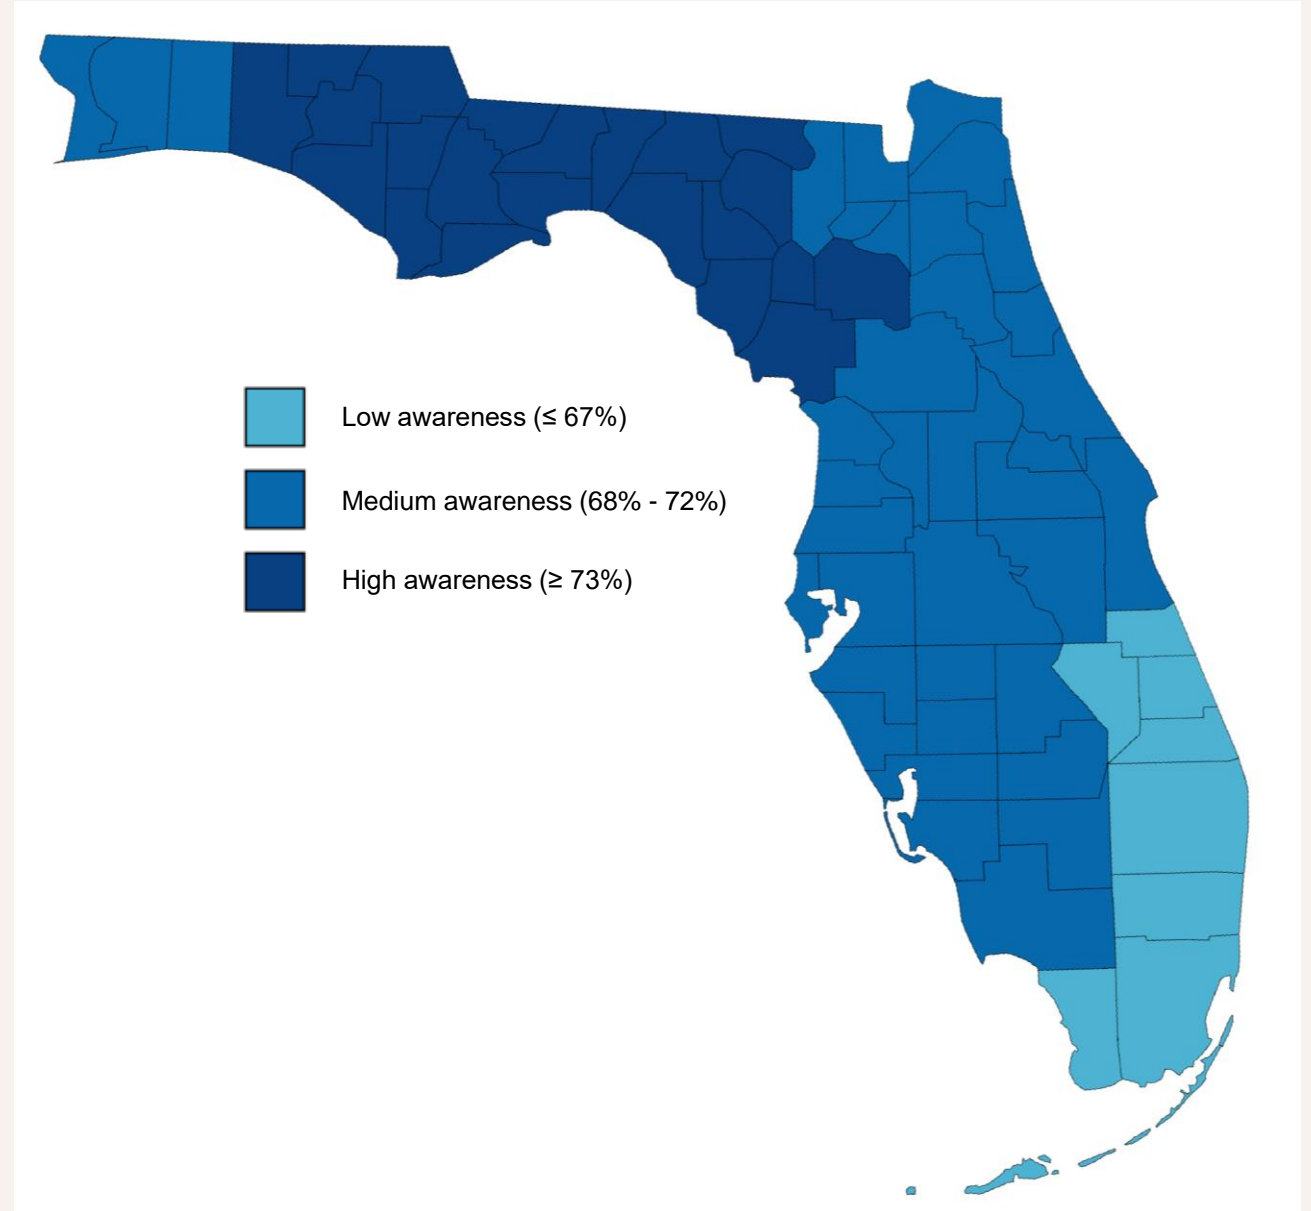 Low awareness (≤ 67%)
Medium awareness (68% - 72%)
High awareness (≥ 73%)